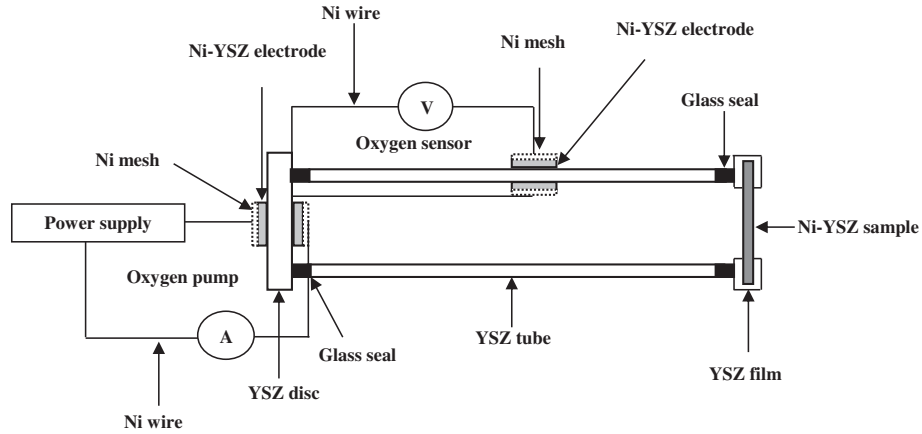 Ni wire
Ni-YSZ electrode
Ni mesh
Ni-YSZ electrode
V
Glass seal
Oxygen sensor
Ni mesh
Power supply
Ni-YSZ sample
Oxygen pump
A
Glass seal
YSZ tube
YSZ film
YSZ disc
Ni wire